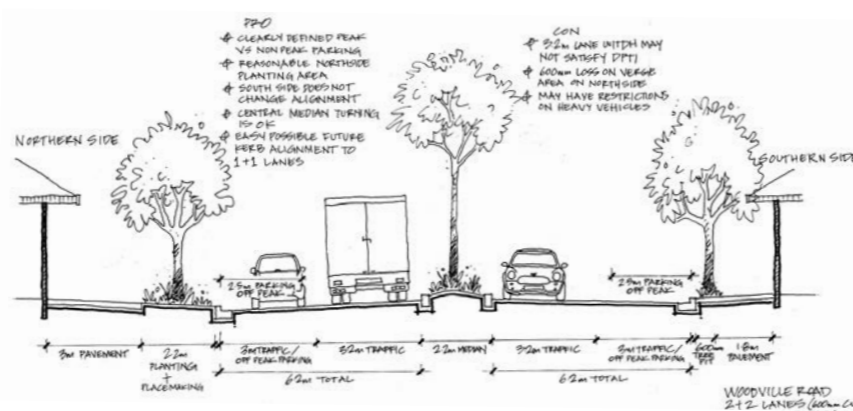 PRO
CLEARLY DEFINED PEAK
VS NON PEAK PARKING
REASONABLE NORTHSIDE
PLANTING AREA
SOUTH SIDE DOES NOT
CHANGE ALIGNMENT
CENTRAL MEDIAN TURNING
IS OK
EASY POSSIBLE FUTURE
KERB ALIGNMENT TO
1+1 LANES
CON
3.2m LANE WITDH MAY
NOT SATISFY DPTI
600mm LOSS ON VERGE
AREA ON NORTHSIDE
MAY HAVE RESTRICTIONS
ON HEAVY VEHICLES
NORTHERN SIDE
SOUTHERN SIDE
2.5m PARKING
OFF PEAK
2.5m PARKING
OFF PEAK
3m PAVEMENT
2.2m
PLANTING
+
PLACEMAKING
3m TRAFFIC/
OFF PEAK PARKING
3.2m TRAFFIC
2.2m MEDIAN
3.2m TRAFFIC
3m TRAFFIC/
OFF PEAK PARKING
600mm
TREE
PIT
1.8m
PAVEMENT
6.2m TOTAL
6.2m TOTAL
WOODVILLE ROAD
2+2 LANES (600mm